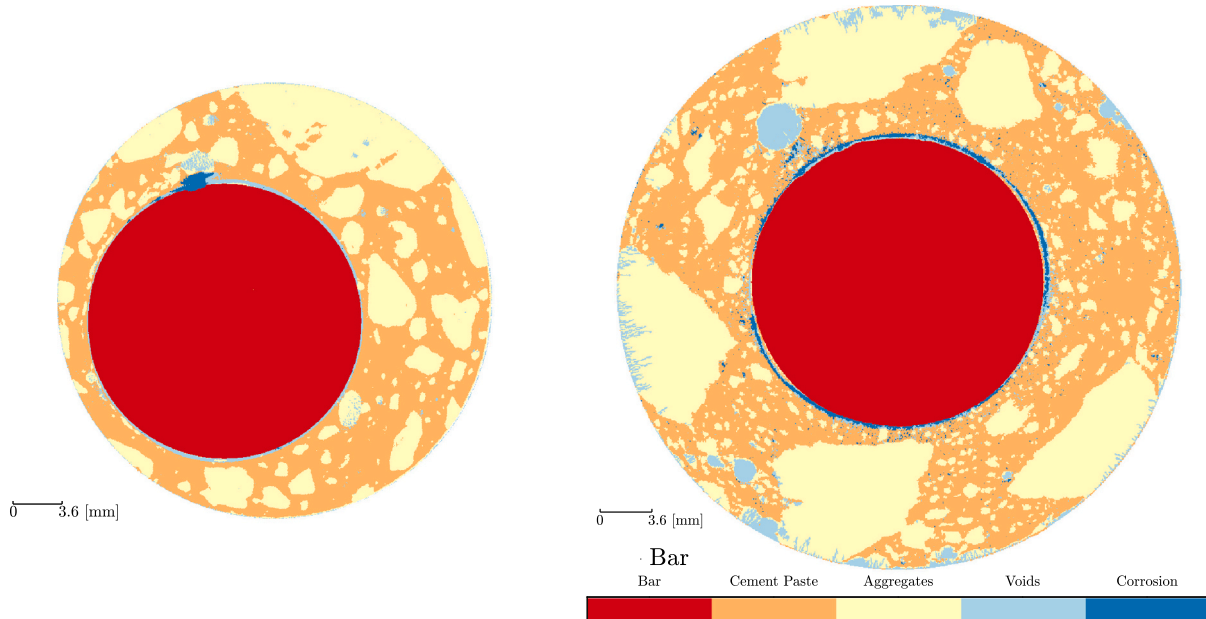 0 3.6 [mm]
0 3.6 [mm]
Bar
Bar Cement Paste Aggregates Voids Corrosion